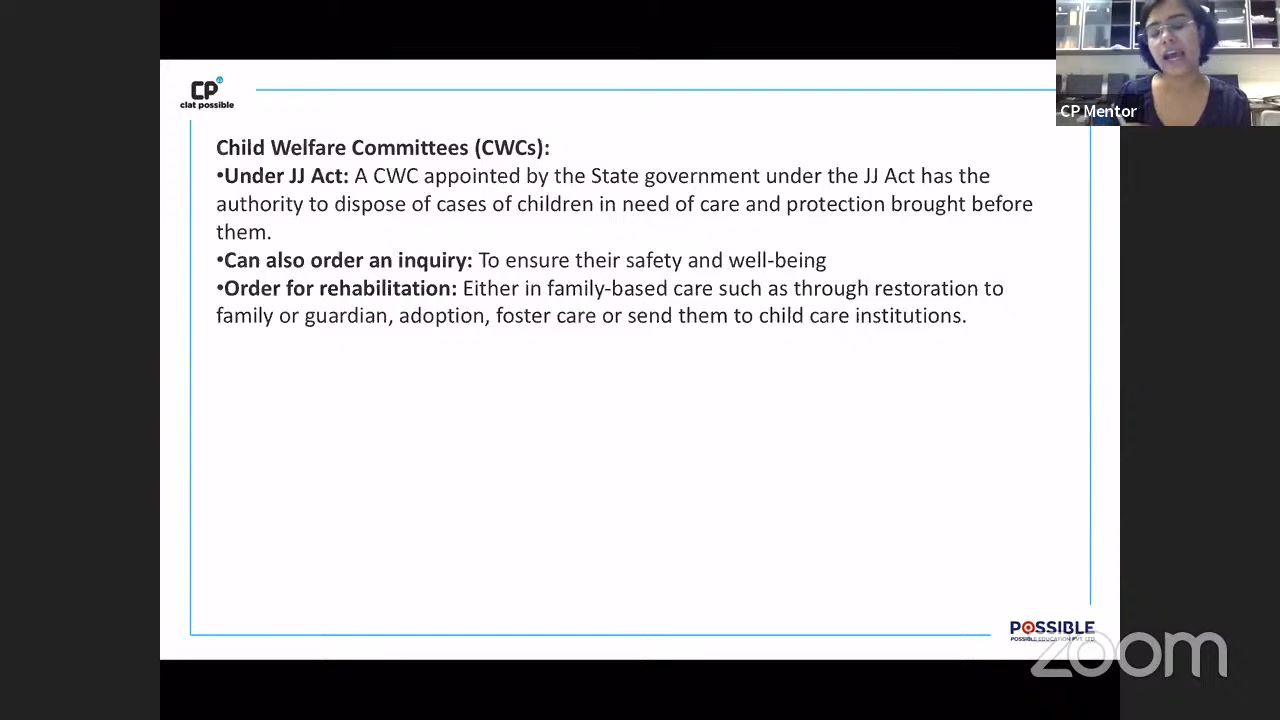 CP
clat possible
CP Mentor
Child Welfare Committees (CWCs):
•Under JJ Act: A CWC appointed by the State government under the JJ Act has the
authority to dispose of cases of children in need of care and protection brought before
them.
•Can also order an inquiry: To ensure their safety and well-being
•Order for rehabilitation: Either in family-based care such as through restoration to
family or guardian, adoption, foster care or send them to child care institutions.
POSSIBLE
POSSIBLE EDUCATION PVT. LTD.
zoom